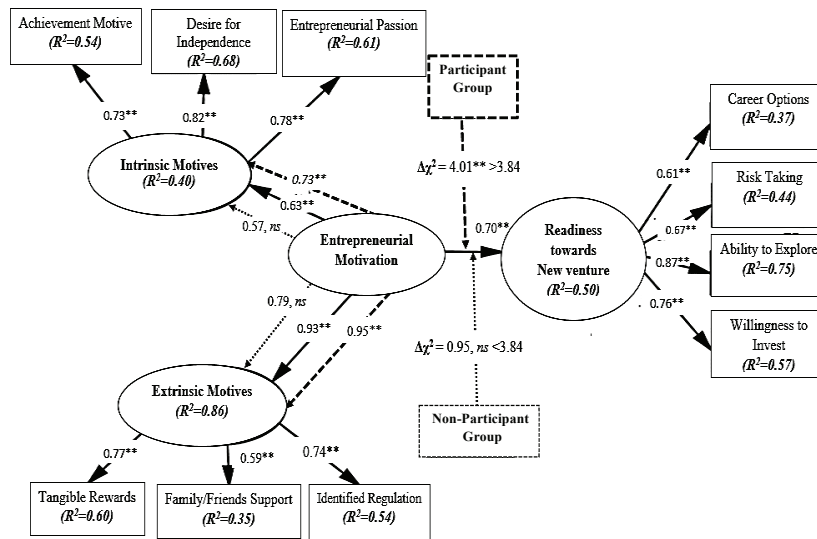 Achievement Motive
(R²=0.54)
Desire for
Independence
(R²=0.68)
Entrepreneurial Passion
(R²=0.61)
Participant
Group
Career Options
(R²=0.37)
0.73**
0.82**
0.78**
Δχ² = 4.01** >3.84
Intrinsic Motives
(R²=0.40)
0.73**
0.63**
0.57, ns
0.61**
Risk Taking
(R²=0.44)
0.70**
0.67**
Entrepreneurial
Motivation
Readiness
towards
New venture
(R²=0.50)
Ability to Explore
(R²=0.75)
0.87**
0.76**
0.79, ns
0.93**
0.95**
Willingness to
Invest
(R²=0.57)
Δχ² = 0.95, ns <3.84
Extrinsic Motives
(R²=0.86)
Non-Participant
Group
0.77**
0.59**
0.74**
Tangible Rewards
(R²=0.60)
Family/Friends Support
(R²=0.35)
Identified Regulation
(R²=0.54)